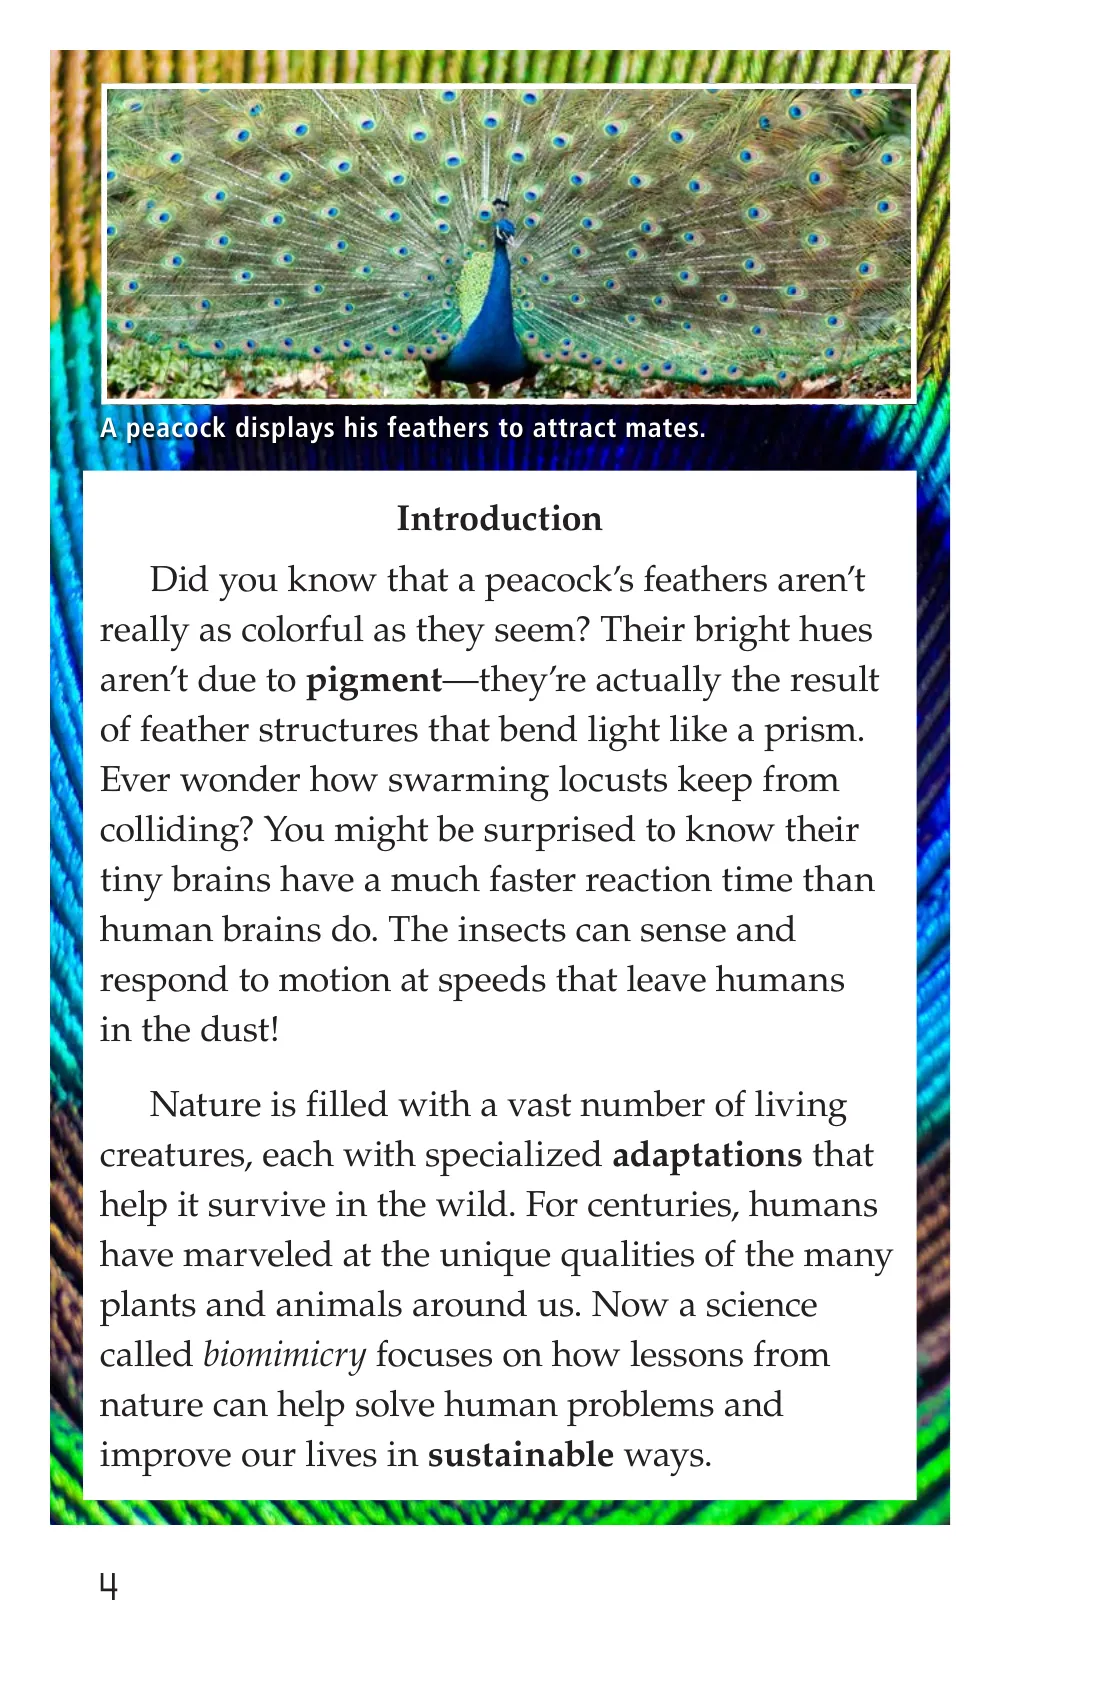 A peacock displays his feathers to attract mates.
Introduction
Did you know that a peacock’s feathers aren’t
really as colorful as they seem? Their bright hues
aren’t due to pigment—they’re actually the result
of feather structures that bend light like a prism.
Ever wonder how swarming locusts keep from
colliding? You might be surprised to know their
tiny brains have a much faster reaction time than
human brains do. The insects can sense and
respond to motion at speeds that leave humans
in the dust!
Nature is filled with a vast number of living
creatures, each with specialized adaptations that
help it survive in the wild. For centuries, humans
have marveled at the unique qualities of the many
plants and animals around us. Now a science
called biomimicry focuses on how lessons from
nature can help solve human problems and
improve our lives in sustainable ways.
4